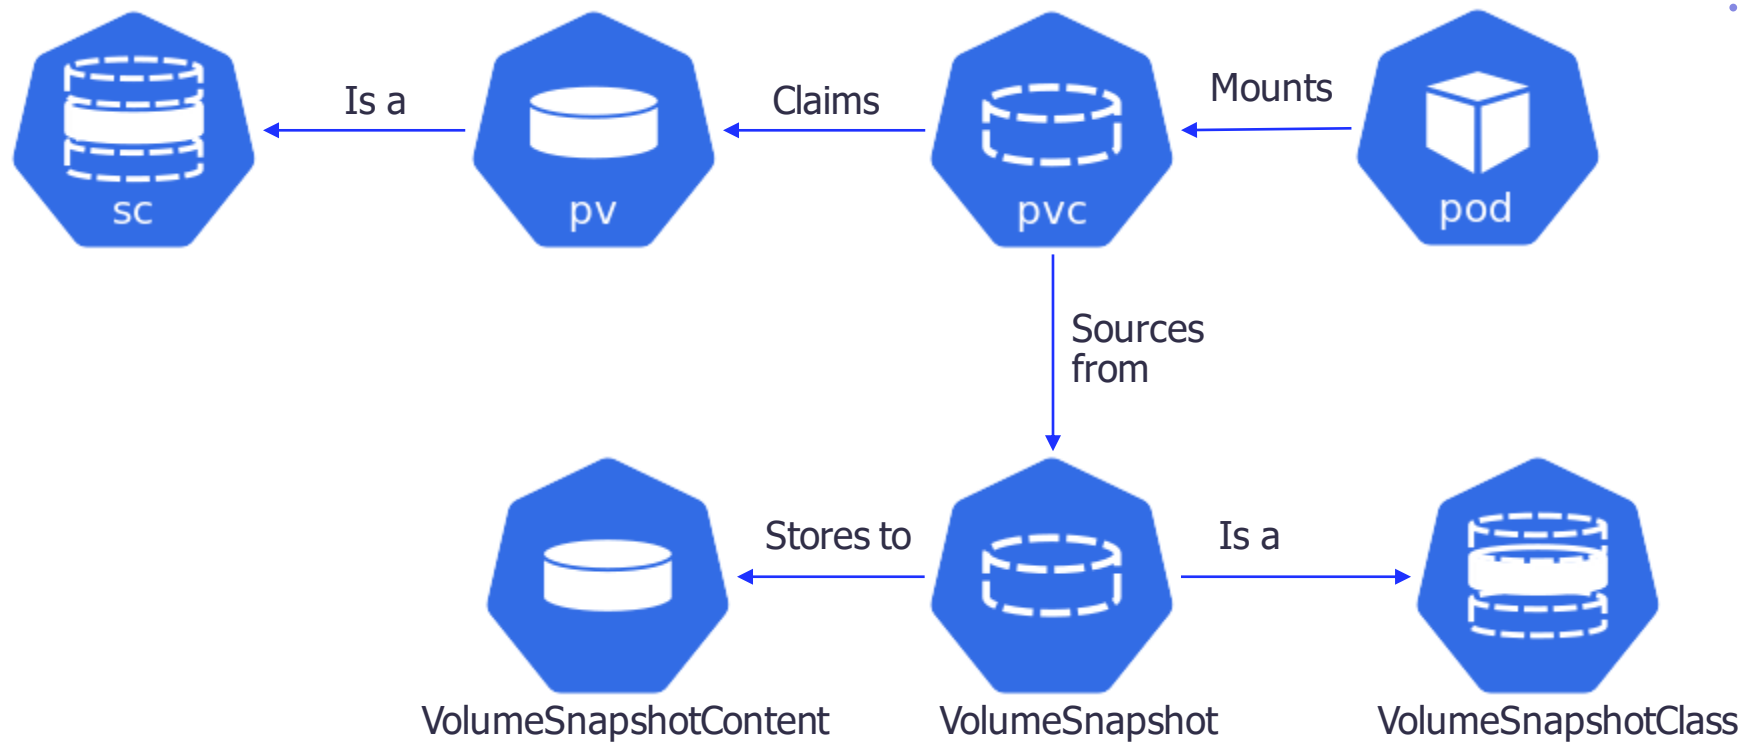 Is a
Claims
Mounts
sc
pv
pvc
pod
Sources
from
Stores to
Is a
VolumeSnapshotContent
VolumeSnapshot
VolumeSnapshotClass